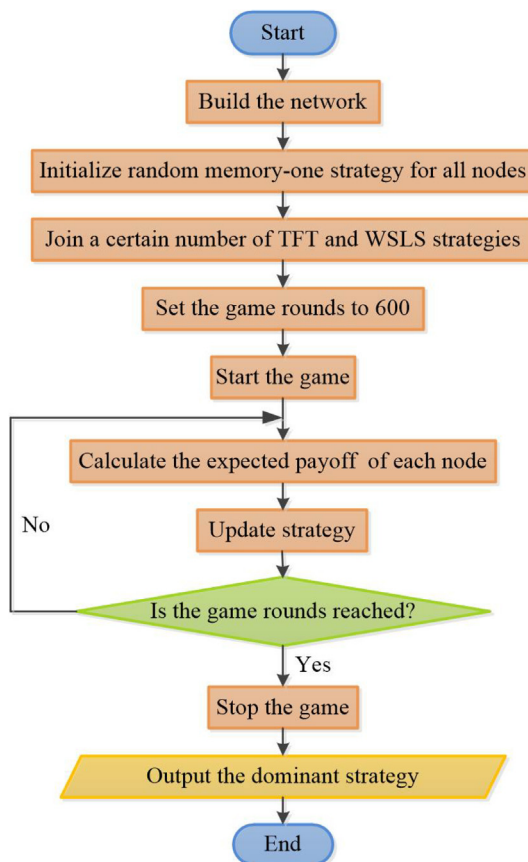 Start
Build the network
Initialize random memory-one strategy for all nodes
Join a certain number of TFT and WSLS strategies
Set the game rounds to 600
Start the game
Calculate the expected payoff of each node
No
Update strategy
Is the game rounds reached?
Yes
Stop the game
Output the dominant strategy
End